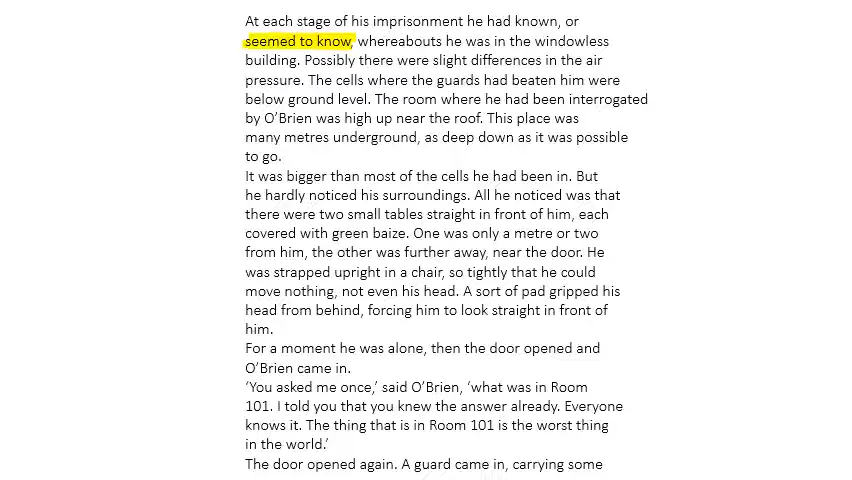 At each stage of his imprisonment he had known, or
seemed to know, whereabouts he was in the windowless
building. Possibly there were slight differences in the air
pressure. The cells where the guards had beaten him were
below ground level. The room where he had been interrogated
by O’Brien was high up near the roof. This place was
many metres underground, as deep down as it was possible
to go.
It was bigger than most of the cells he had been in. But
he hardly noticed his surroundings. All he noticed was that
there were two small tables straight in front of him, each
covered with green baize. One was only a metre or two
from him, the other was further away, near the door. He
was strapped upright in a chair, so tightly that he could
move nothing, not even his head. A sort of pad gripped his
head from behind, forcing him to look straight in front of
him.
For a moment he was alone, then the door opened and
O’Brien came in.
‘You asked me once,’ said O’Brien, ‘what was in Room
101. I told you that you knew the answer already. Everyone
knows it. The thing that is in Room 101 is the worst thing
in the world.’
The door opened again. A guard came in, carrying some